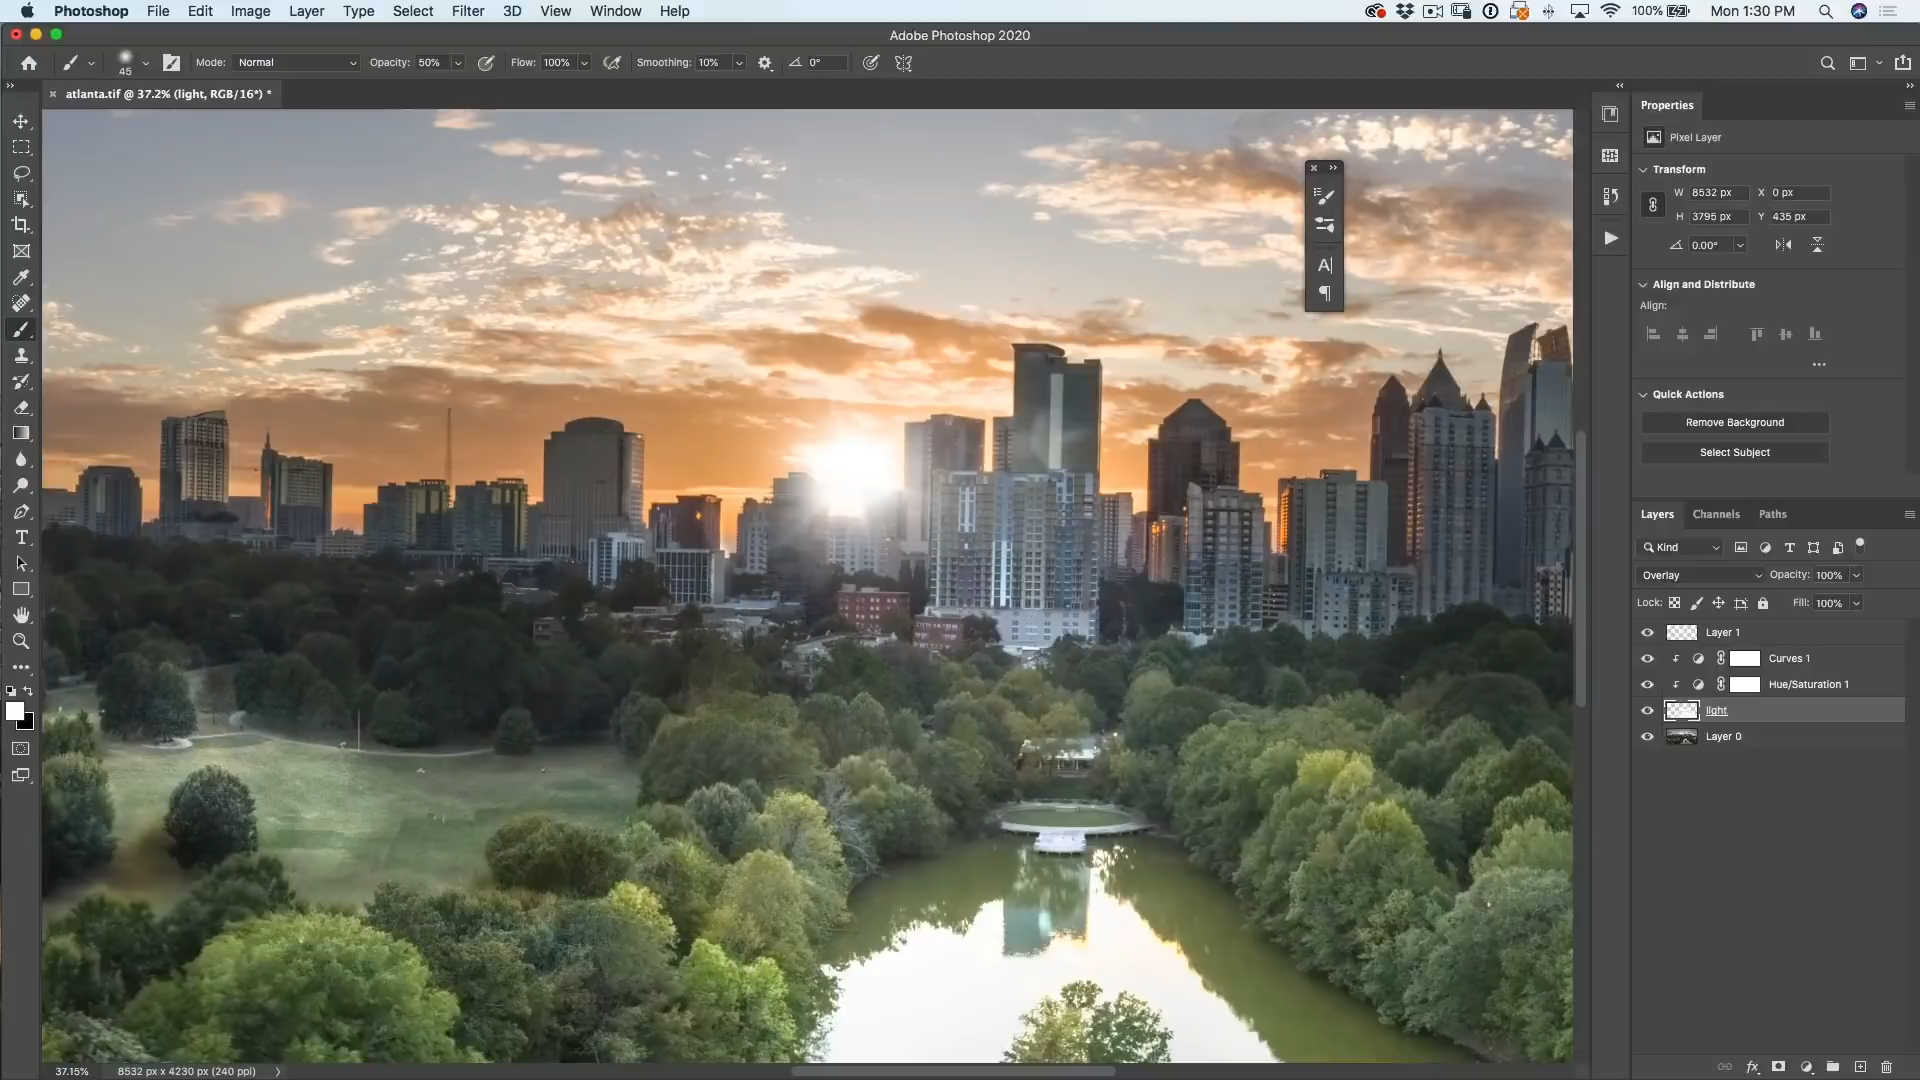 Photoshop File Edit Image Layer Type Select Filter 3D View Window Help 100% Mon 1:30 PM
Adobe Photoshop 2020
45 Mode: Normal Opacity: 50% Flow: 100% Smoothing: 10% 0°
atlanta.tif @ 37.2% (light, RGB/16*) *
Properties
Pixel Layer
Transform
W 8532 px X 0 px
H 3795 px Y 435 px
0.00°
Align and Distribute
Align:
Quick Actions
Remove Background
Select Subject
Layers Channels Paths
Kind
Overlay Opacity: 100%
Lock: Fill: 100%
Layer 1
Curves 1
Hue/Saturation 1
light
Layer 0
37.15% 8532 px x 4230 px (240 ppi)